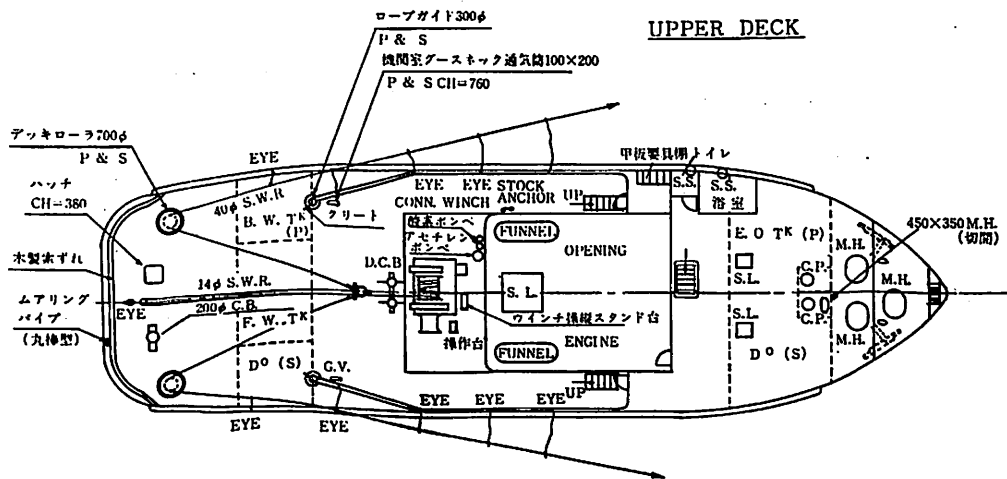 UPPER DECK
ロープガイド300φ
P & S
機関室グースネック通気筒100×200
P & S CH=760
デッキローラ700φ
P & S
ハッチ
CH=380
木製索ずれ
ムアリング
パイプ
(丸棒型)
EYE
40φ S.W.R
B. W. TK
(P)
クリート
EYE
EYE
STOCK
ANCHOR
CONN. WINCH
UP
酸素ボンベ
アセチレン
ボンベ
FUNNEL
OPENING
甲板要具棚
トイレ
S.S.
S.S.
浴室
450×350 M.H.
(切開)
E. O TK (P)
M.H.
M.H.
M.H.
C.P.
C.P.
S.L.
S.L.
D.C.B
14φ S.W.R.
EYE
200φ C.B.
F. W. TK
S. L.
ウインチ操縦スタンド台
操作台
ENGINE
FUNNEL
DO (S)
DO (S)
G.V.
UP
EYE
EYE
EYE
EYE
EYE